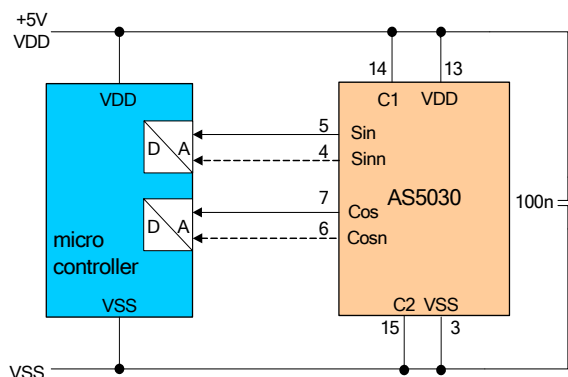 +5V
VDD
14
13
VDD
C1
VDD
D
A
5
Sin
4
Sinn
AS5030
100n
D
A
7
Cos
6
Cosn
micro
controller
VSS
C2
VSS
15
3
VSS